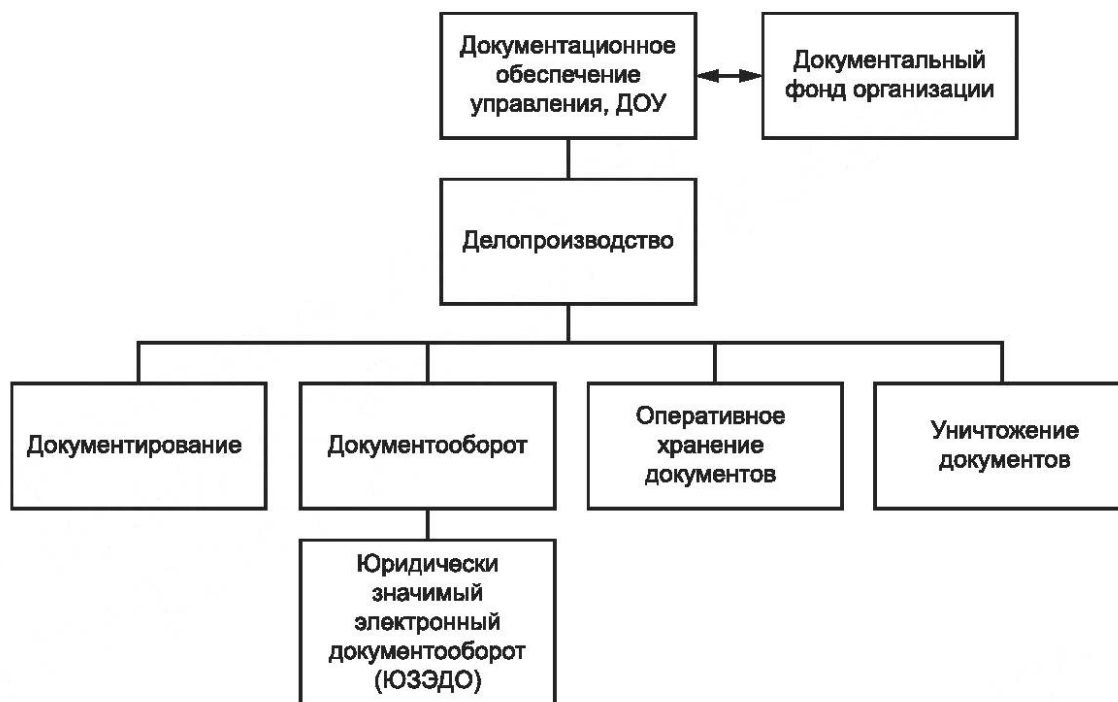 Документационное
обеспечение
управления, ДОУ
Документальный
фонд организации
Делопроизводство
Документирование
Документооборот
Оперативное
хранение
документов
Уничтожение
документов
Юридически
значимый
электронный
документооборот
(ЮЗЭДО)